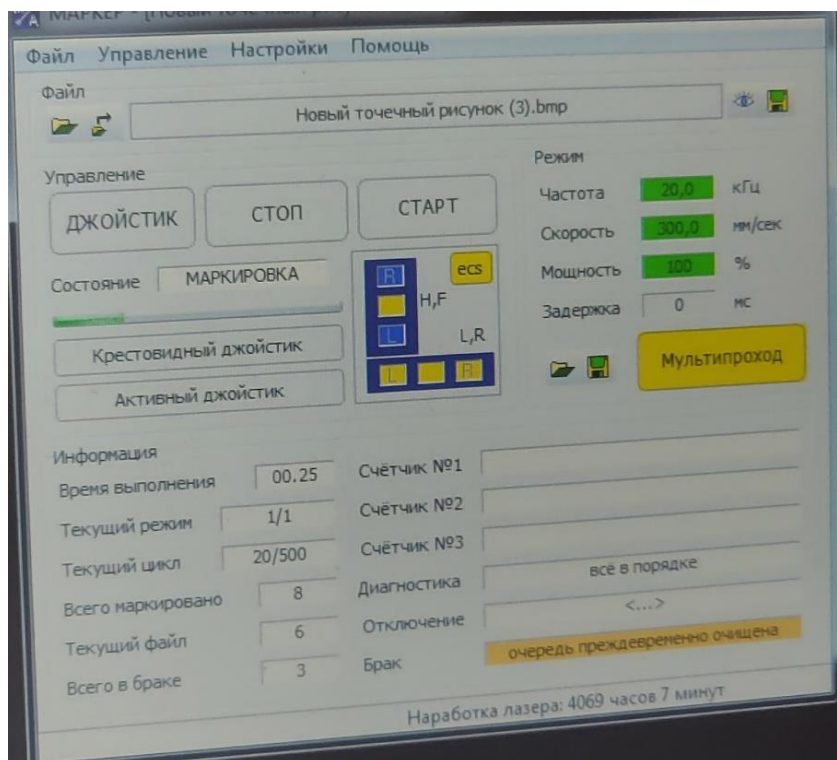 МАРКЕР - [Новый точечный
Файл Управление Настройки Помощь
Файл
Новый точечный рисунок (3).bmp
Управление
Режим
ДЖОЙСТИК СТОП СТАРТ
Частота 20,0 кГц
Скорость 300,0 мм/сек
Мощность 100 %
Задержка 0 мс
Состояние МАРКИРОВКА
R ecs
H,F
L L,R
L R
Крестовидный джойстик
Активный джойстик
Мультипроход
Информация
Время выполнения 00.25 Счётчик №1
Текущий режим 1/1 Счётчик №2
Текущий цикл 20/500 Счётчик №3
Всего маркировано 8 Диагностика всё в порядке
Текущий файл 6 Отключение <...>
Всего в браке 3 Брак очередь преждевременно очищена
Наработка лазера: 4069 часов 7 минут